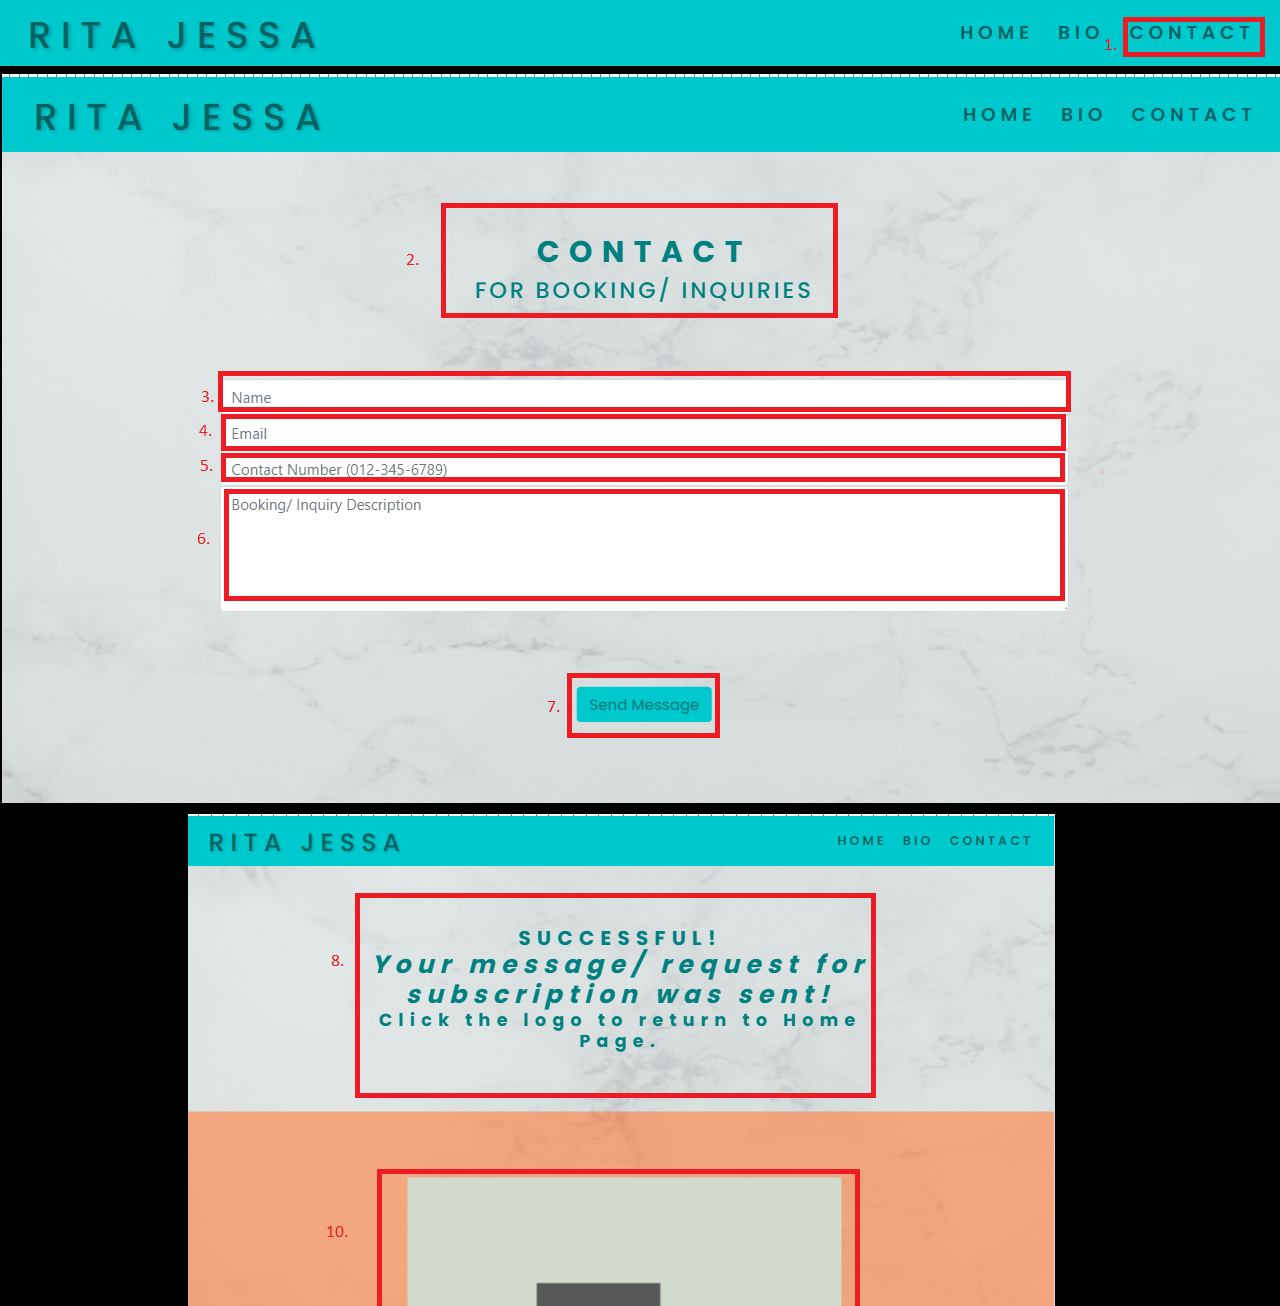 RITA JESSA
HOME BIO CONTACT
1.
RITA JESSA
HOME BIO CONTACT
2.
CONTACT
FOR BOOKING/ INQUIRIES
3.
Name
4.
Email
5.
Contact Number (012-345-6789)
6.
Booking/ Inquiry Description
7.
Send Message
RITA JESSA
HOME BIO CONTACT
8.
SUCCESSFUL!
Your message/ request for
subscription was sent!
Click the logo to return to Home
Page.
10.